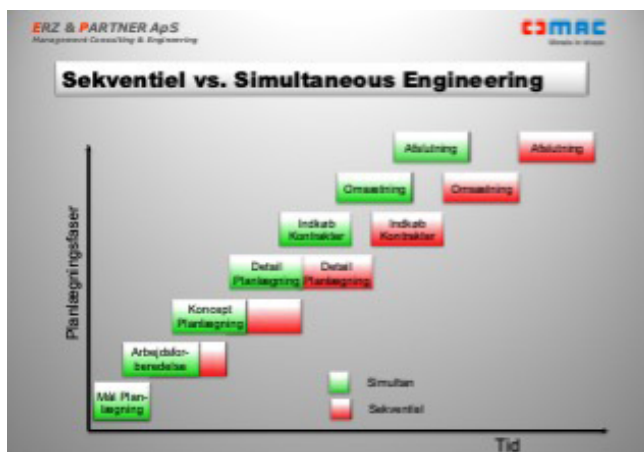 ERZ & PARTNER ApS
Management Consulting & Engineering
MAC
Sekventiel vs. Simultaneous Engineering
Planlægningsfaser
Afslutning
Afslutning
Omsætning
Omsætning
Indkøb
Kontrakter
Indkøb
Kontrakter
Detail
Planlægning
Detail
Planlægning
Koncept
Planlægning
Arbejdsfor-
beredelse
Mål Plan-
lægning
Simultan
Sekventiel
Tid